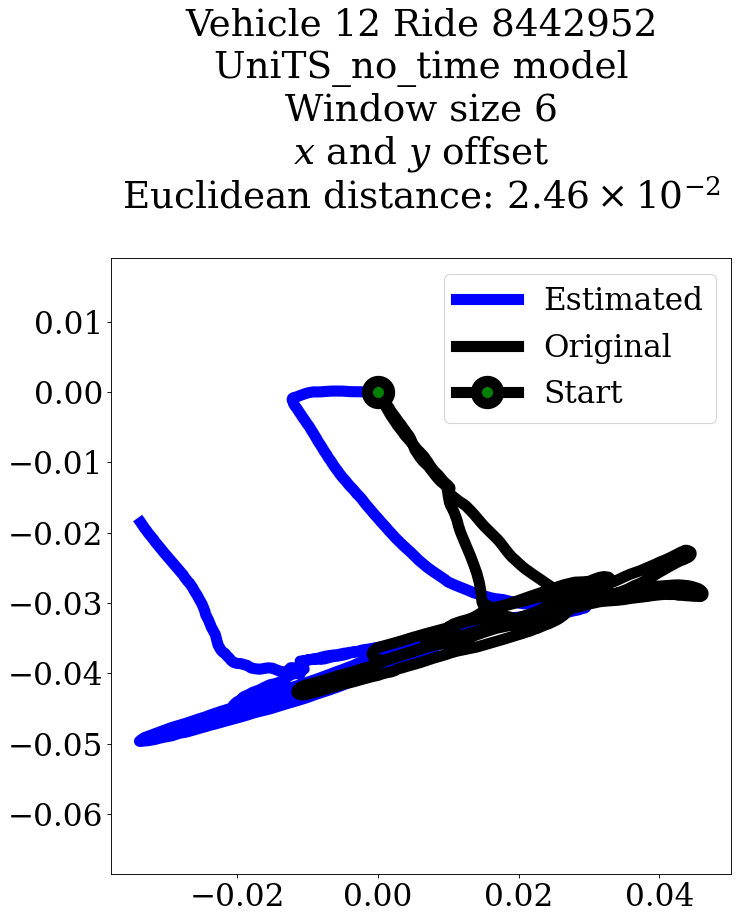 Vehicle 12 Ride 8442952
UniTS_no_time model
Window size 6
x and y offset
Euclidean distance: 2.46 × 10⁻²
Estimated
Original
Start
0.01
0.00
−0.01
−0.02
−0.03
−0.04
−0.05
−0.06
−0.02 0.00 0.02 0.04